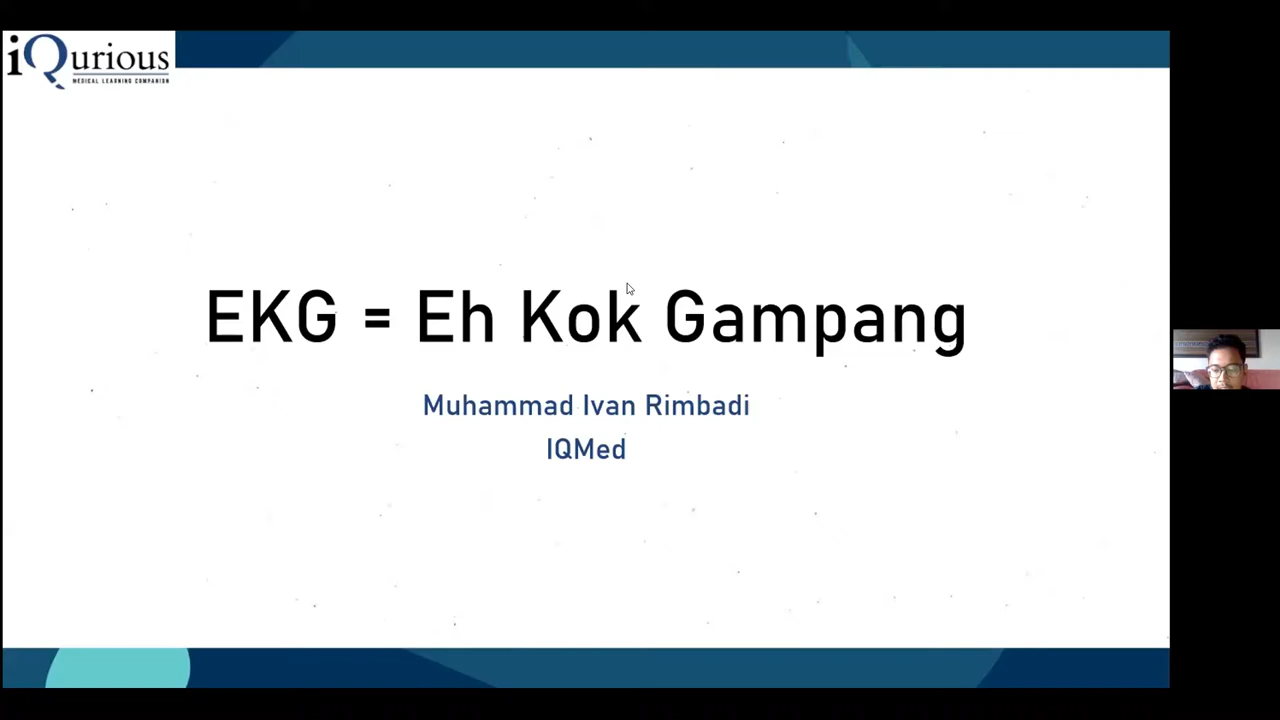 iQurious
MEDICAL LEARNING COMPANION
EKG = Eh Kok Gampang
Muhammad Ivan Rimbadi
IQMed